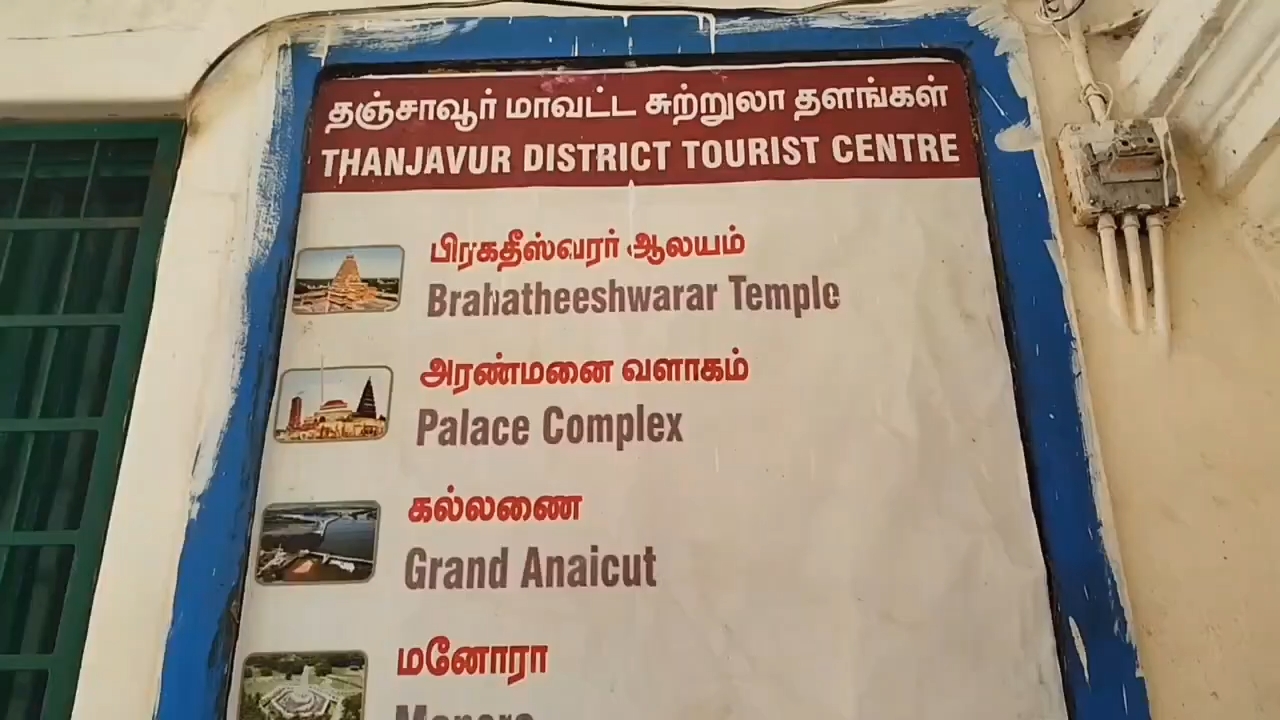 தஞ்சாவூர் மாவட்ட சுற்றுலா தளங்கள்
THANJAVUR DISTRICT TOURIST CENTRE
பிரகதீஸ்வரர் ஆலயம்
Brahatheeshwarar Temple
அரண்மனை வளாகம்
Palace Complex
கல்லணை
Grand Anaicut
மனோரா
Manora